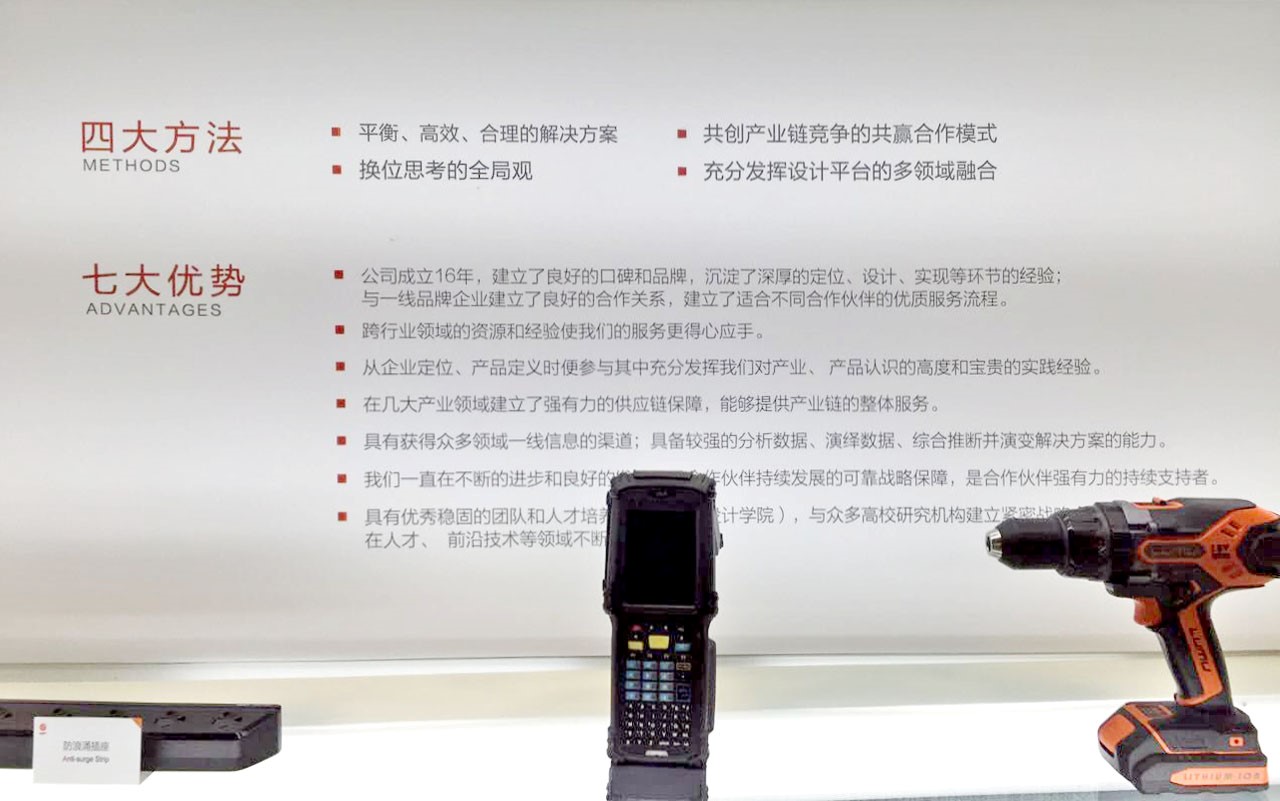 四大方法
METHODS
平衡、高效、合理的解决方案
共创产业链竞争的共赢合作模式
换位思考的全局观
充分发挥设计平台的多领域融合
七大优势
ADVANTAGES
公司成立16年，建立了良好的口碑和品牌，沉淀了深厚的定位、设计、实现等环节的经验；
与一线品牌企业建立了良好的合作关系，建立了适合不同合作伙伴的优质服务流程。
跨行业领域的资源和经验使我们的服务更得心应手。
从企业定位、产品定义时便参与其中充分发挥我们对产业、 产品认识的高度和宝贵的实践经验。
在几大产业领域建立了强有力的供应链保障，能够提供产业链的整体服务。
具有获得众多领域一线信息的渠道；具备较强的分析数据、演绎数据、综合推断并演变解决方案的能力。
我们一直在不断的进步和良好的 作伙伴持续发展的可靠战略保障，是合作伙伴强有力的持续支持者。
具有优秀稳固的团队和人才培 计学院），与众多高校研究机构建立紧密战
在人才、 前沿技术等领域不断
防浪涌插座
Anti-surge Strip
LITHIUM ION